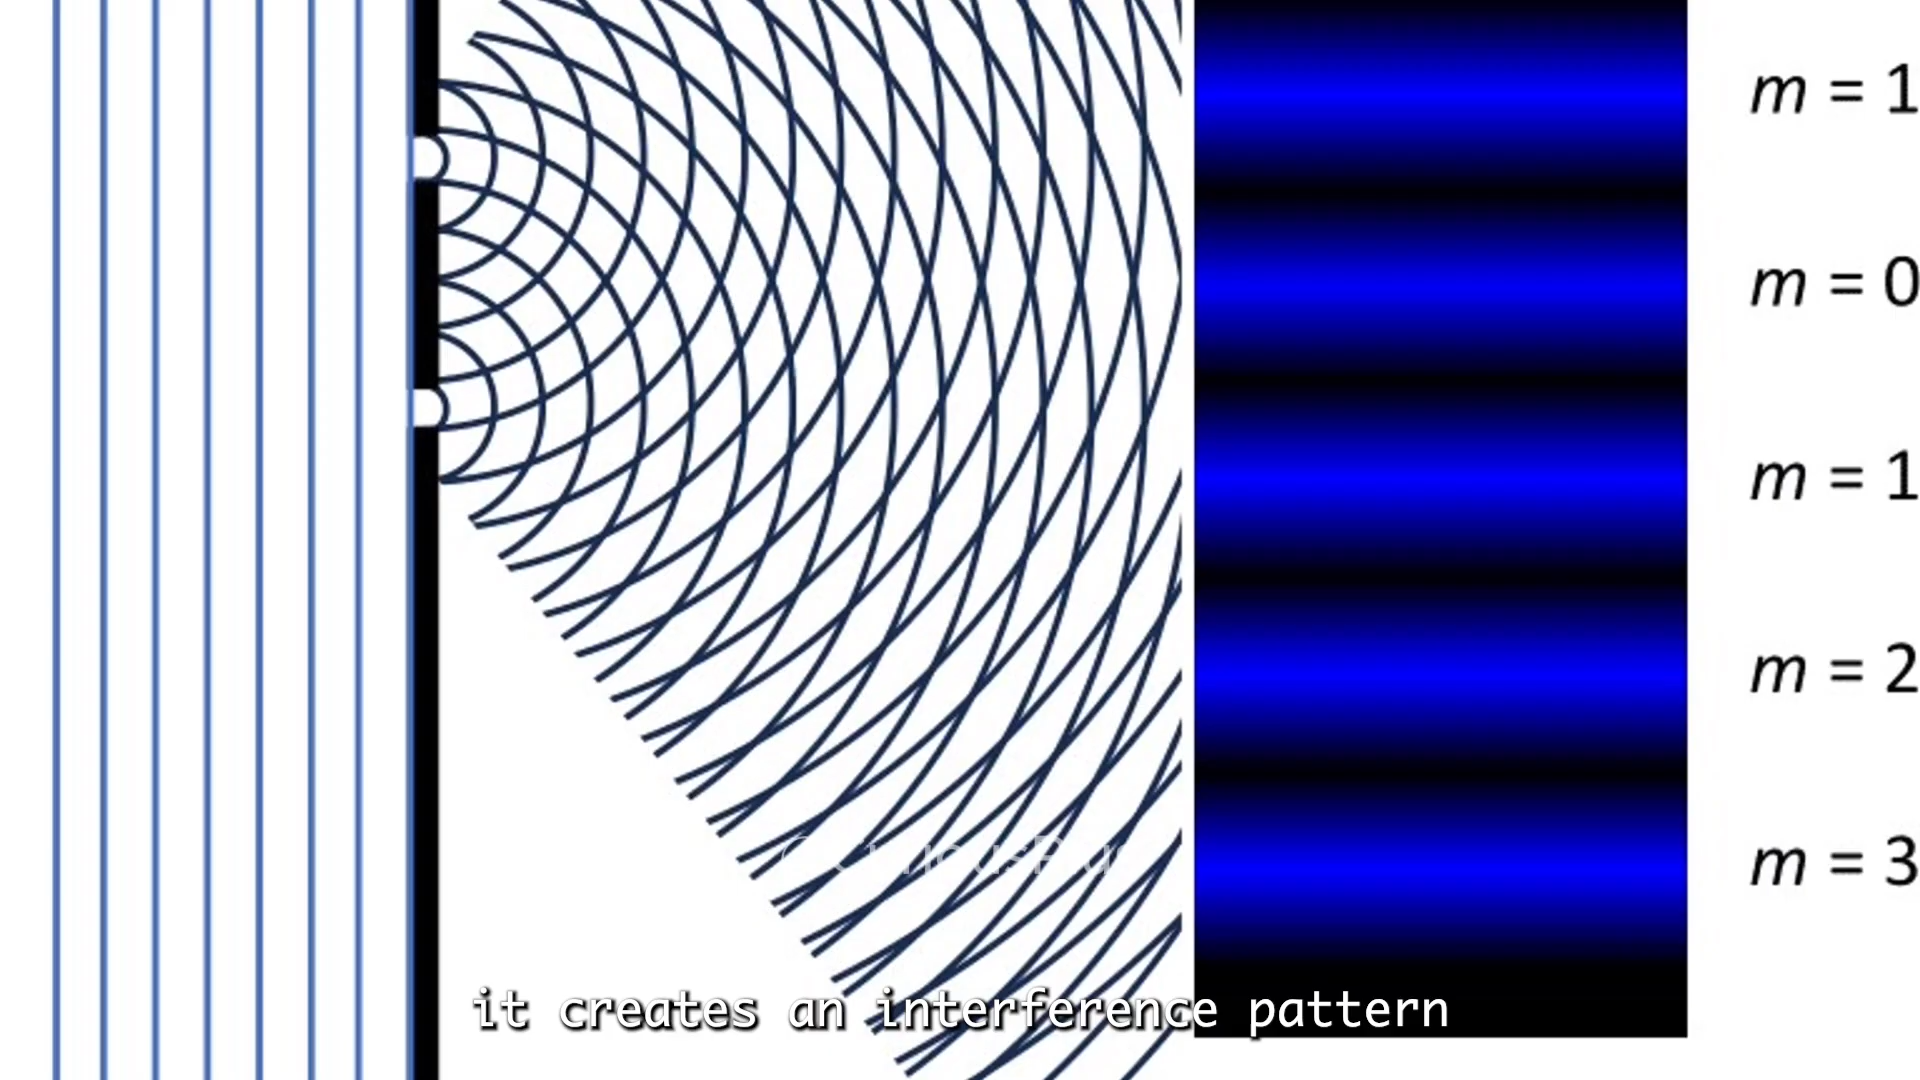 m = 1
m = 0
m = 1
m = 2
m = 3
it creates an interference pattern